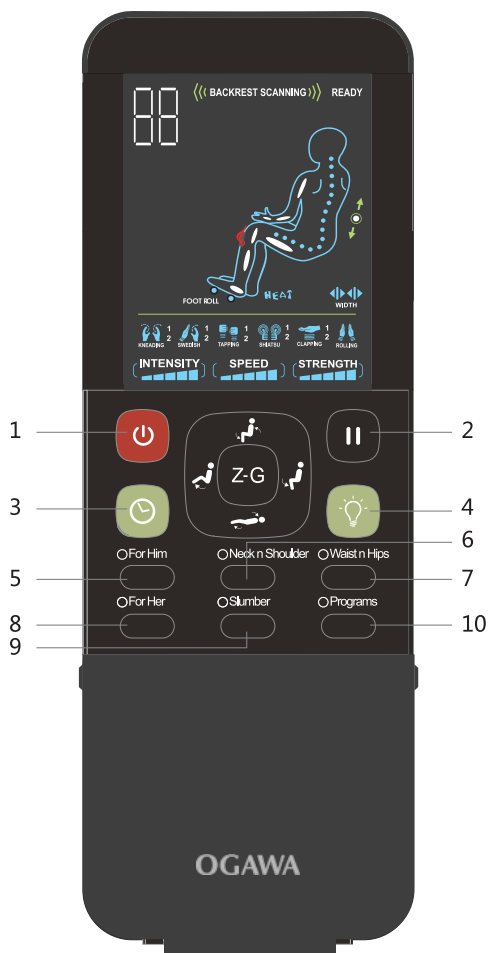 88
BACKREST SCANNING READY
FOOT ROLL
HEAT
WIDTH
KNEADING 1 2 SWEDISH 1 2 TAPPING 1 2 SHIATSU 1 2 CLAPPING 1 2 ROLLING
INTENSITY SPEED STRENGTH
1 2
Z-G
3 4
6
For Him Neck n Shoulder Waist n Hips
5 7
For Her Slumber Programs
8 10
9
OGAWA